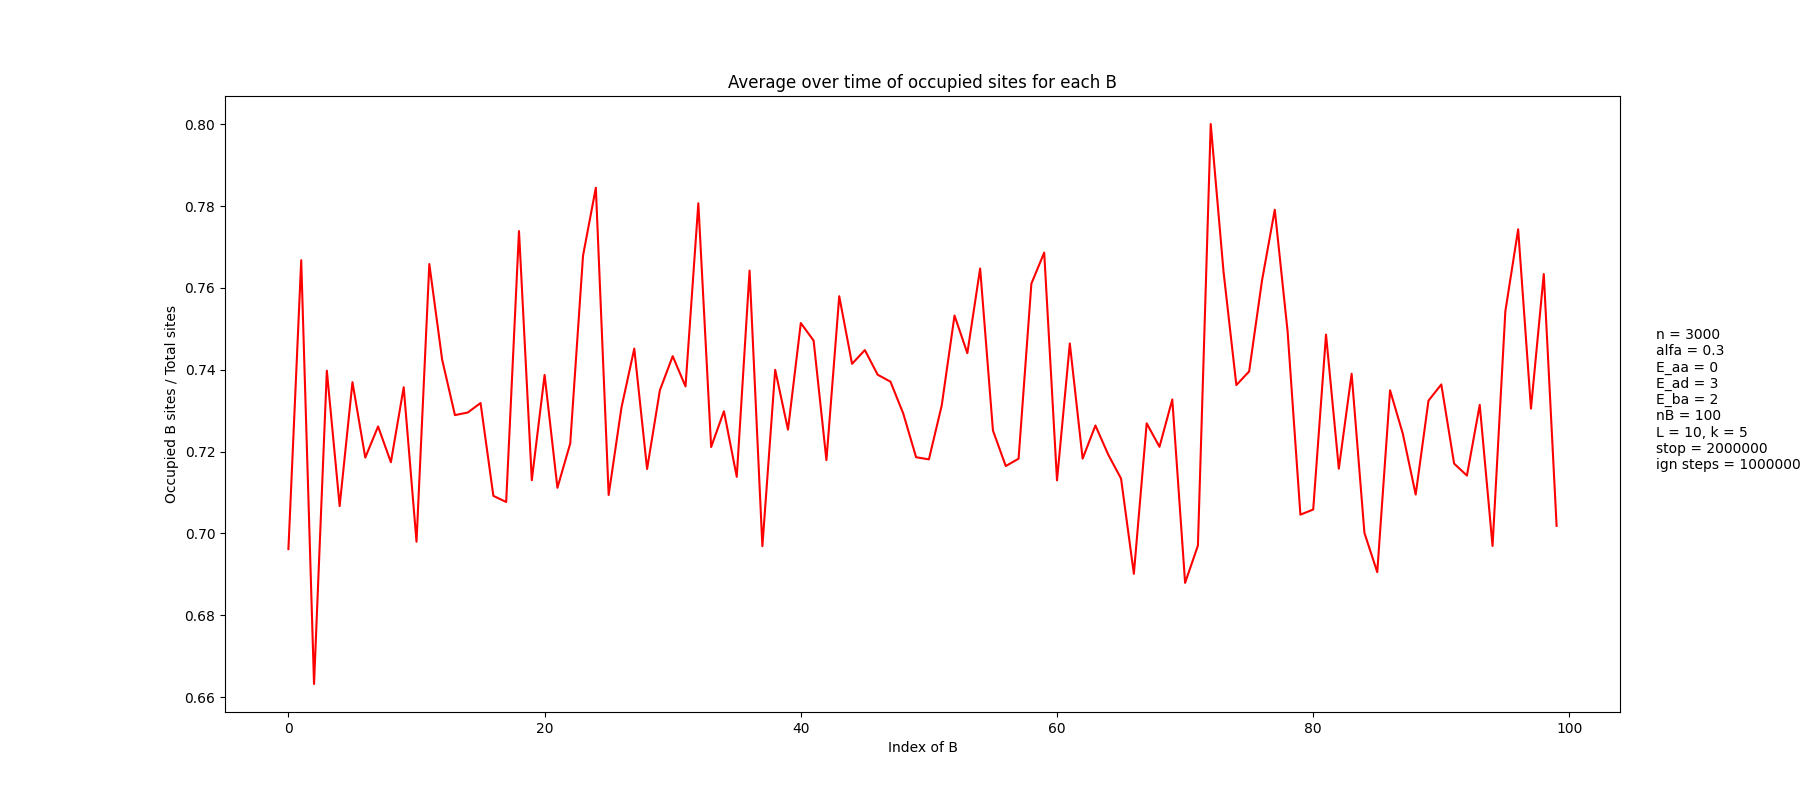 Average over time of occupied sites for each B
0.80
0.78
0.76
0.74
0.72
0.70
0.68
0.66
Occupied B sites / Total sites
0 20 40 60 80 100
Index of B
n = 3000
alfa = 0.3
E_aa = 0
E_ad = 3
E_ba = 2
nB = 100
L = 10, k = 5
stop = 2000000
ign steps = 1000000